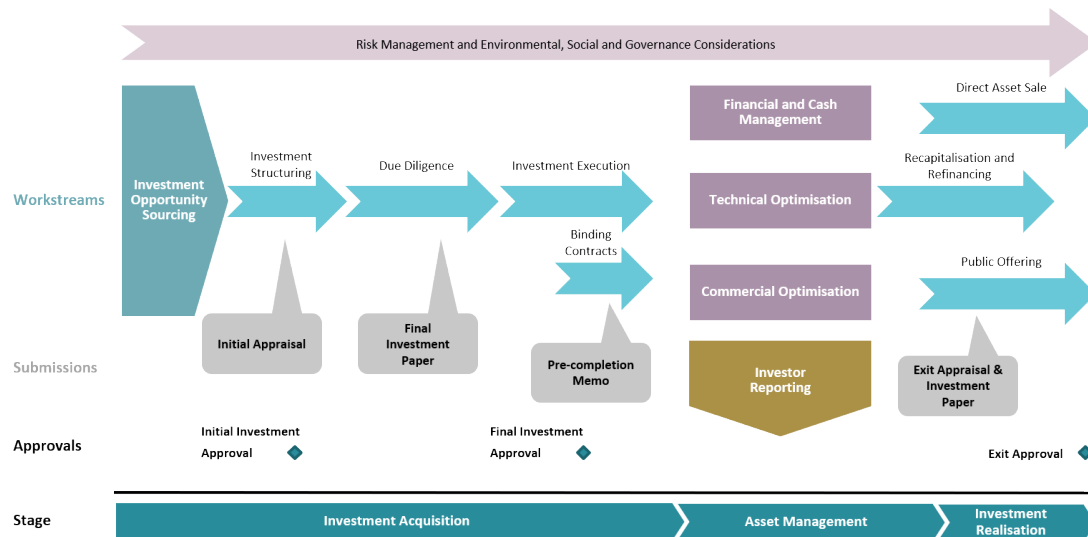 Risk Management and Environmental, Social and Governance Considerations
Workstreams
Investment
Opportunity
Sourcing
Investment
Structuring
Due Diligence
Investment Execution
Binding
Contracts
Financial and Cash
Management
Technical Optimisation
Commercial Optimisation
Direct Asset Sale
Recapitalisation and
Refinancing
Public Offering
Submissions
Initial Appraisal
Final
Investment
Paper
Pre-completion
Memo
Investor
Reporting
Exit Appraisal &
Investment
Paper
Approvals
Initial Investment
Approval
Final Investment
Approval
Exit Approval
Stage
Investment Acquisition
Asset Management
Investment
Realisation